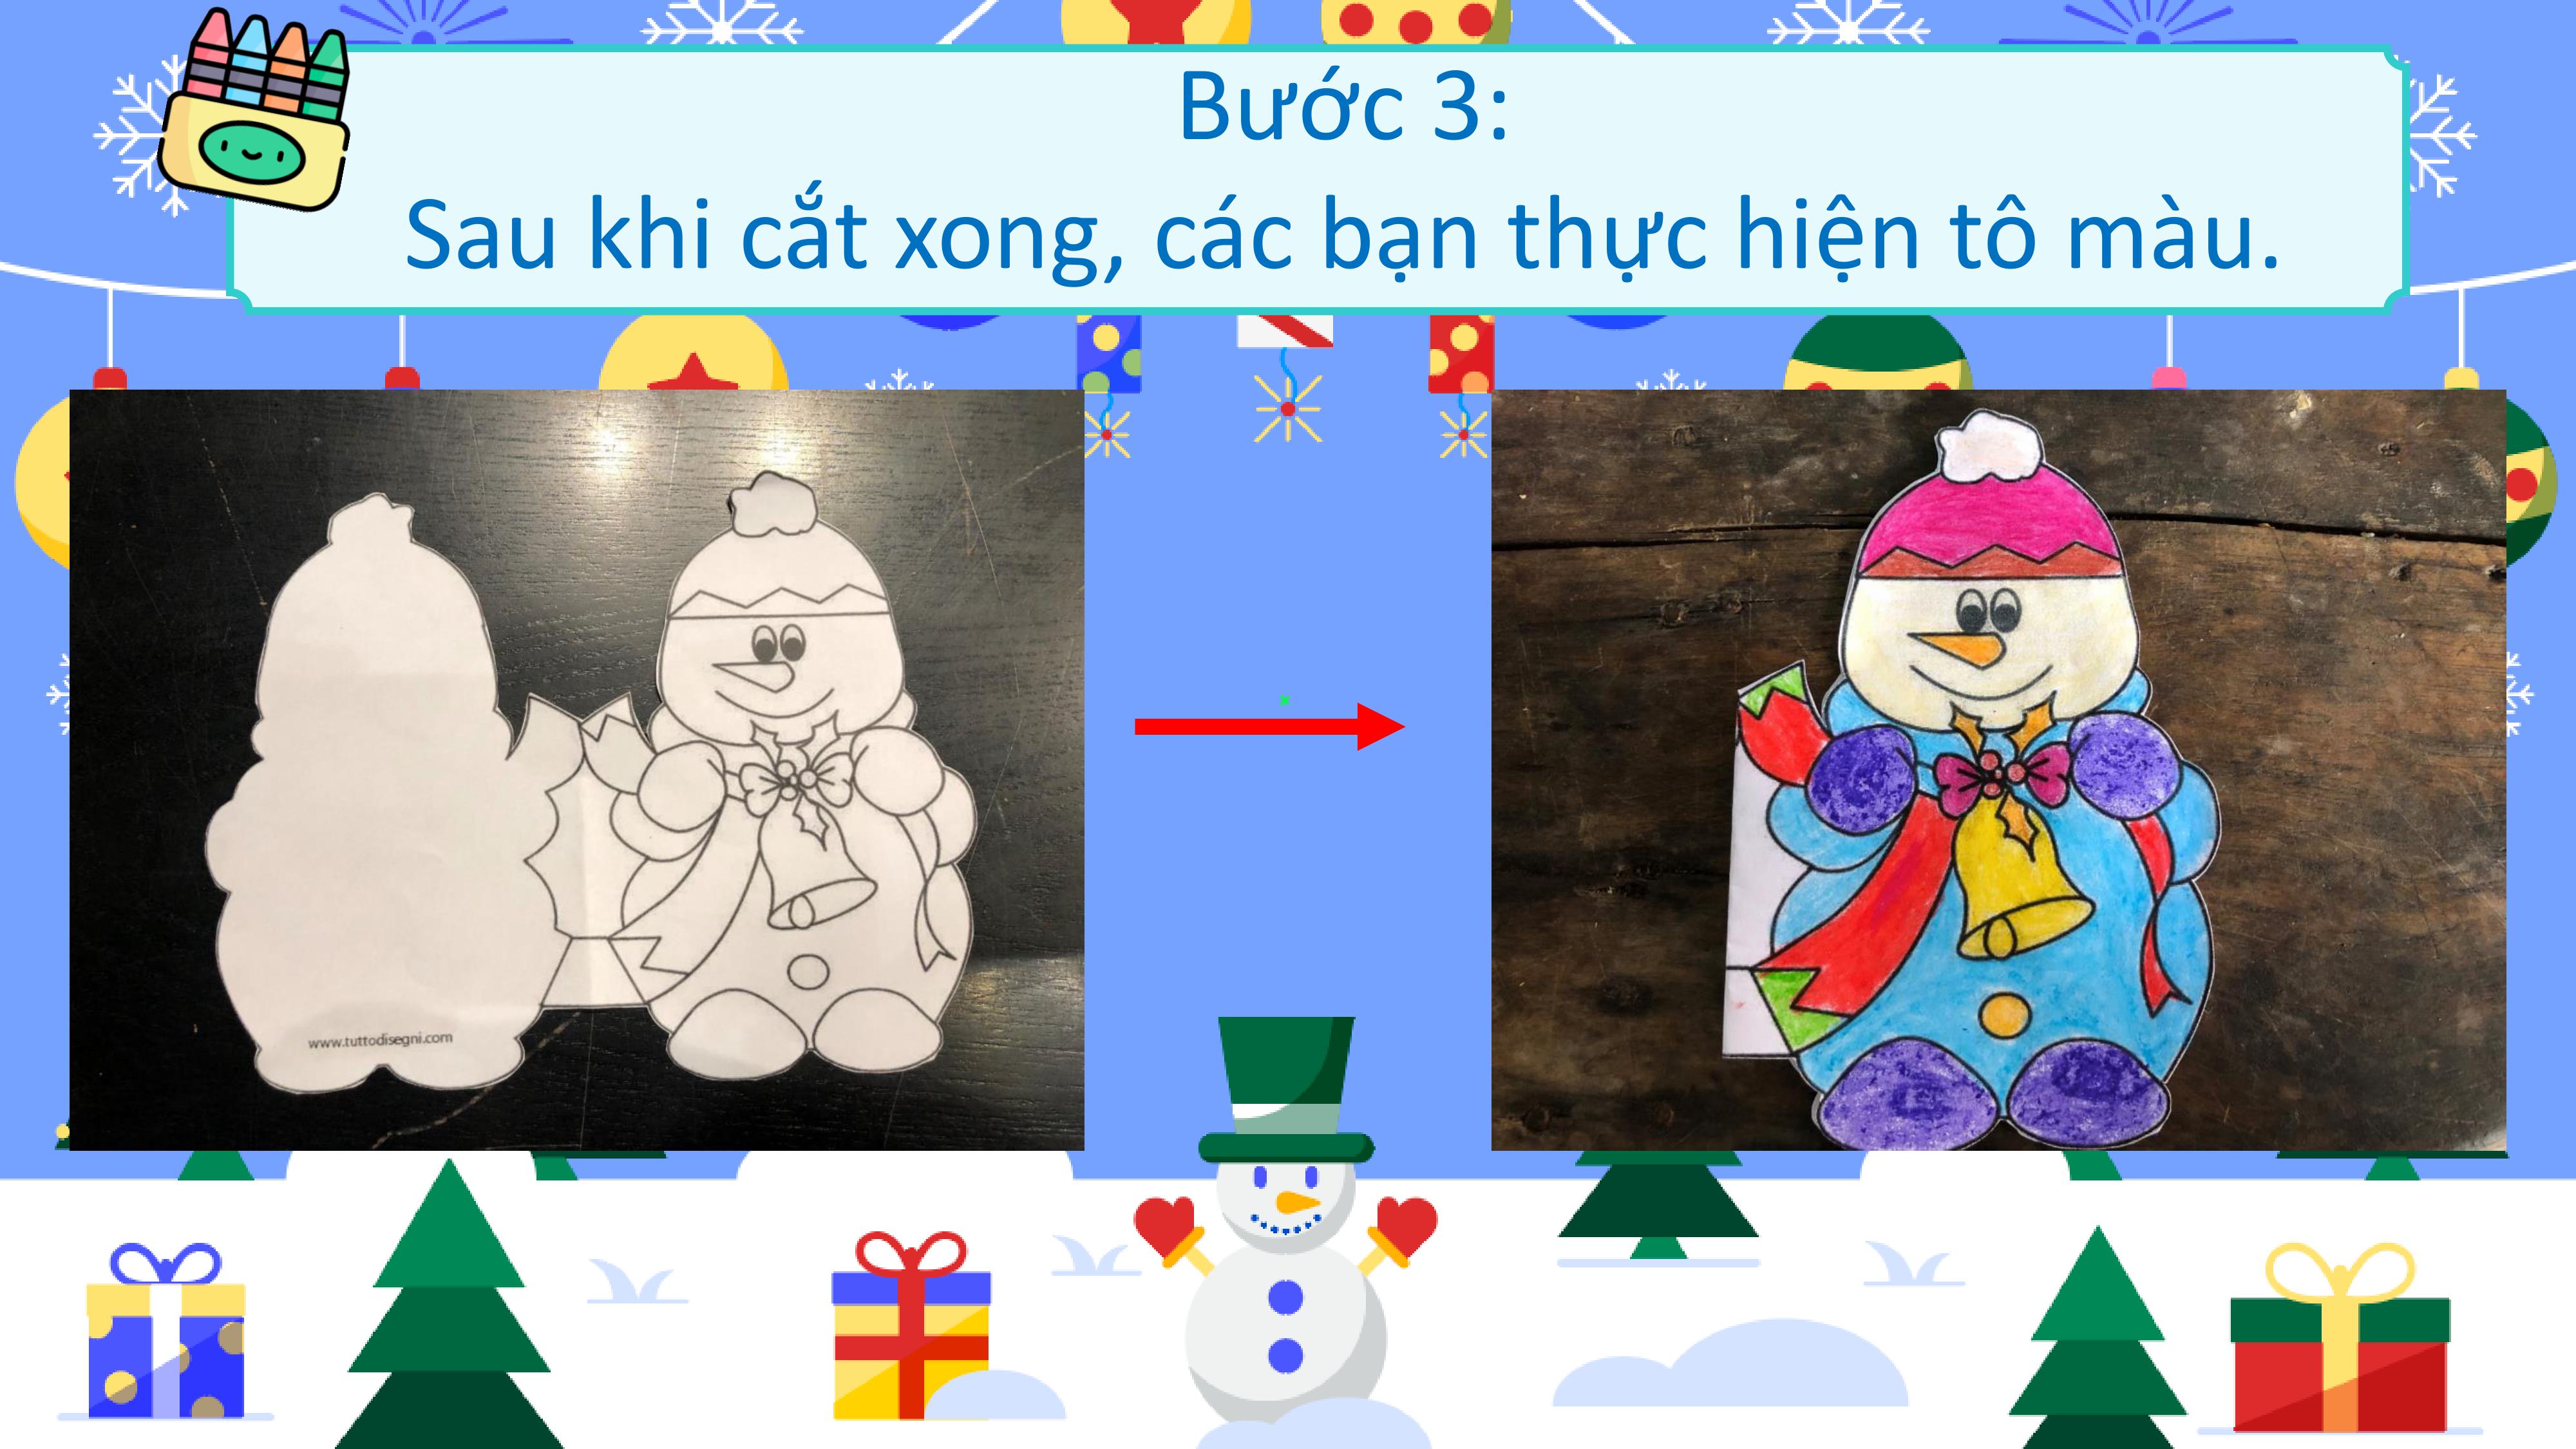 Bước 3:
Sau khi cắt xong, các bạn thực hiện tô màu.
www.tuttodisegni.com